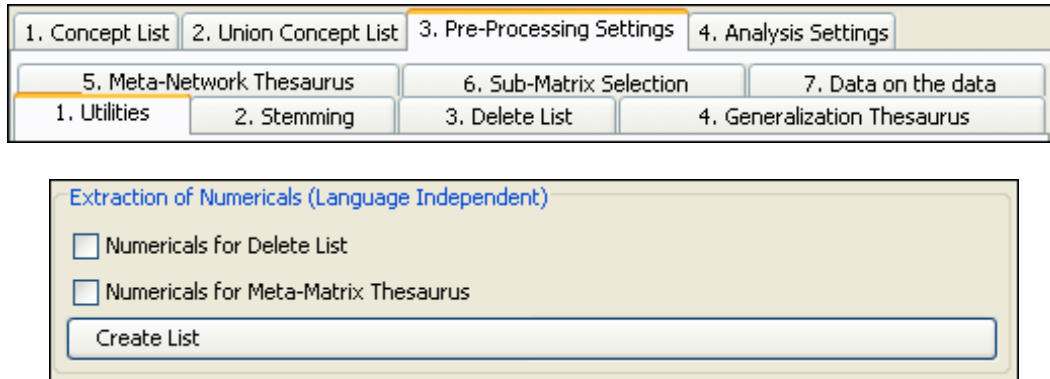 1. Concept List 2. Union Concept List 3. Pre-Processing Settings 4. Analysis Settings
5. Meta-Network Thesaurus 6. Sub-Matrix Selection 7. Data on the data
1. Utilities 2. Stemming 3. Delete List 4. Generalization Thesaurus
Extraction of Numericals (Language Independent)
Numericals for Delete List
Numericals for Meta-Matrix Thesaurus
Create List